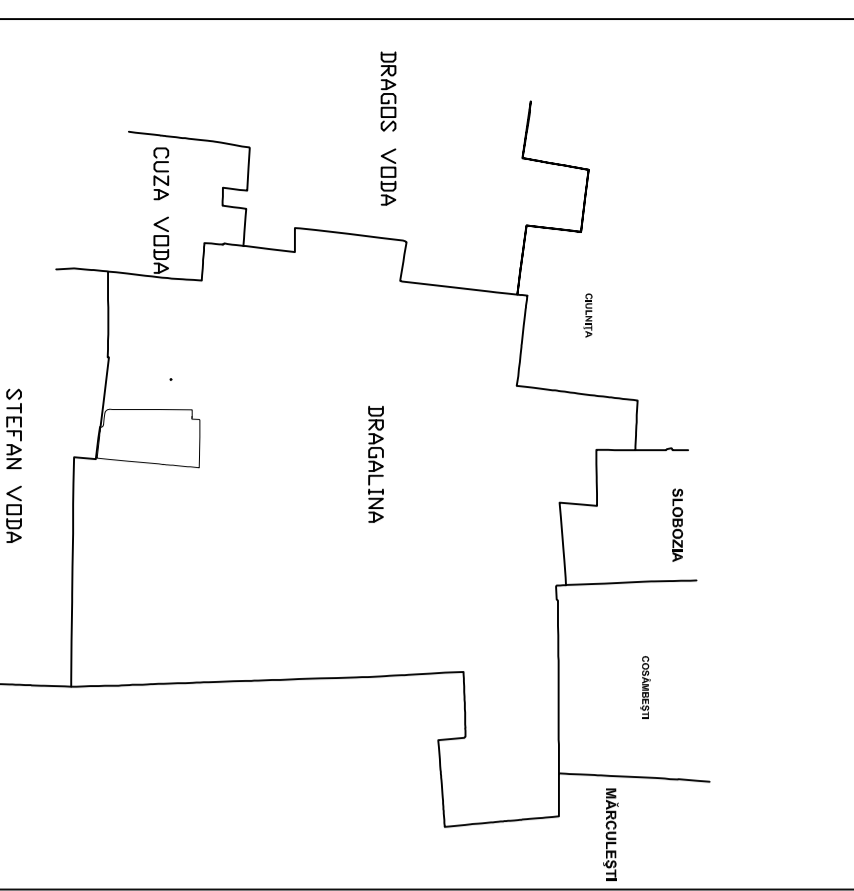 DRAGOS VODA
CUZA VODA
CIULNIȚA
STEFAN VODA
DRAGALINA
SLOBOZIA
COSÂMBEȘTI
MĂRCULEȘTI